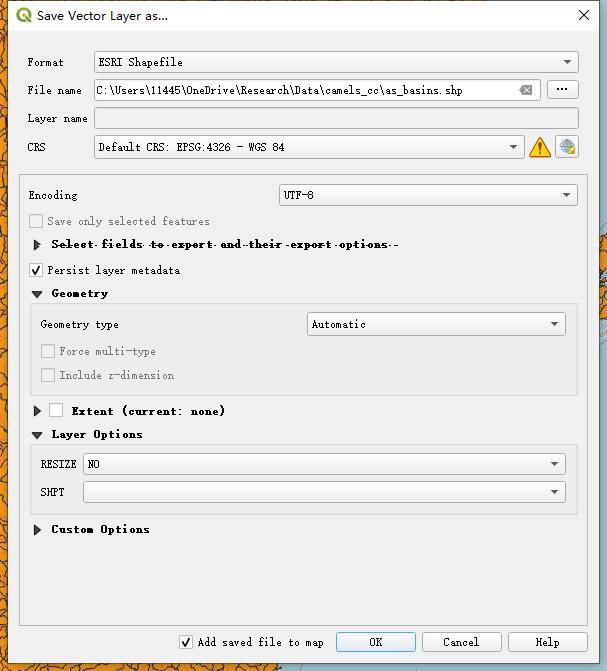 Save Vector Layer as...
Format ESRI Shapefile
File name C:\Users\11445\OneDrive\Research\Data\camels_cc\as_basins.shp ...
Layer name
CRS Default CRS: EPSG:4326 - WGS 84
Encoding UTF-8
Save only selected features
Select fields to export and their export options
Persist layer metadata
Geometry
Geometry type Automatic
Force multi-type
Include z-dimension
Extent (current: none)
Layer Options
RESIZE NO
SHPT
Custom Options
Add saved file to map OK Cancel Help